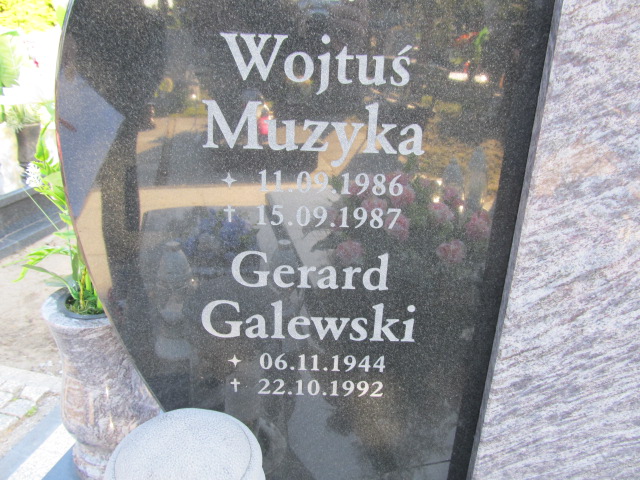 Wojtuś
Muzyka
✦ 11.09.1986
✝ 15.09.1987
Gerard
Galewski
✦ 06.11.1944
✝ 22.10.1992